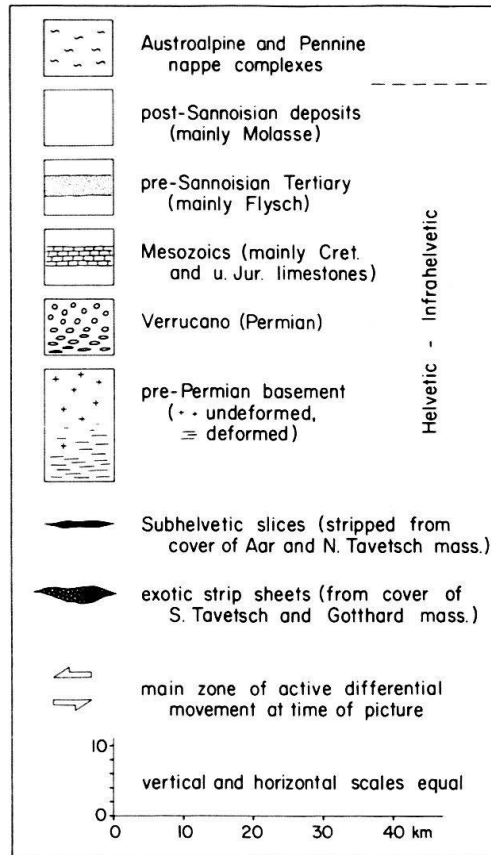 Austroalpine and Pennine
nappe complexes
post-Sannoisian deposits
(mainly Molasse)
pre-Sannoisian Tertiary
(mainly Flysch)
Mesozoics (mainly Cret.
and u. Jur. limestones)
Verrucano (Permian)
pre-Permian basement
(++ undeformed,
deformed)
Helvetic - Infrahelvetic
Subhelvetic slices (stripped from
cover of Aar and N. Tavetsch mass.)
exotic strip sheets (from cover of
S. Tavetsch and Gotthard mass.)
main zone of active differential
movement at time of picture
10
vertical and horizontal scales equal
0
0 10 20 30 40 km